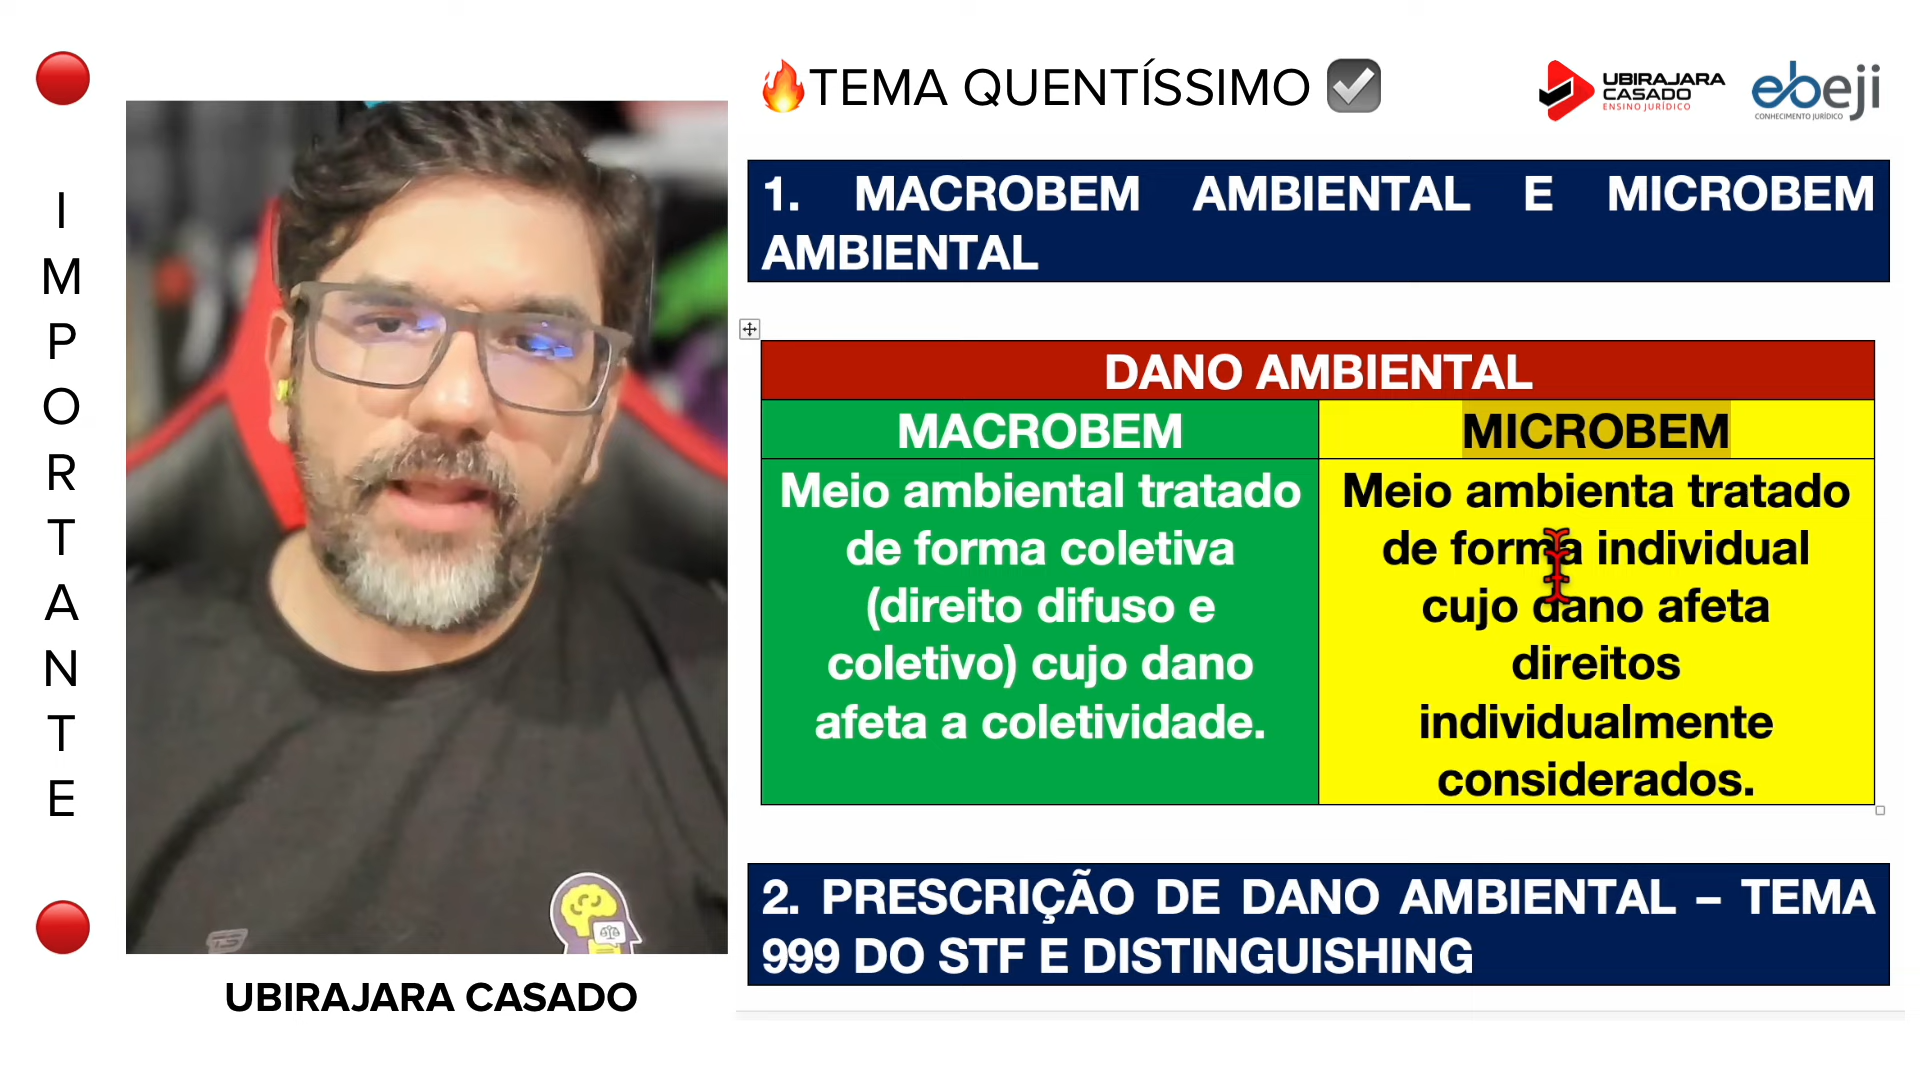 IMPORTANTE
UBIRAJARA CASADO
🔥TEMA QUENTÍSSIMO ☑
UBIRAJARA
CASADO
ENSINO JURÍDICO
ebeji
CONHECIMENTO JURÍDICO
1. MACROBEM AMBIENTAL E MICROBEM
AMBIENTAL
DANO AMBIENTAL
MACROBEM
Meio ambiental tratado
de forma coletiva
(direito difuso e
coletivo) cujo dano
afeta a coletividade.
MICROBEM
Meio ambienta tratado
de forma individual
cujo dano afeta
direitos
individualmente
considerados.
2. PRESCRIÇÃO DE DANO AMBIENTAL – TEMA
999 DO STF E DISTINGUISHING